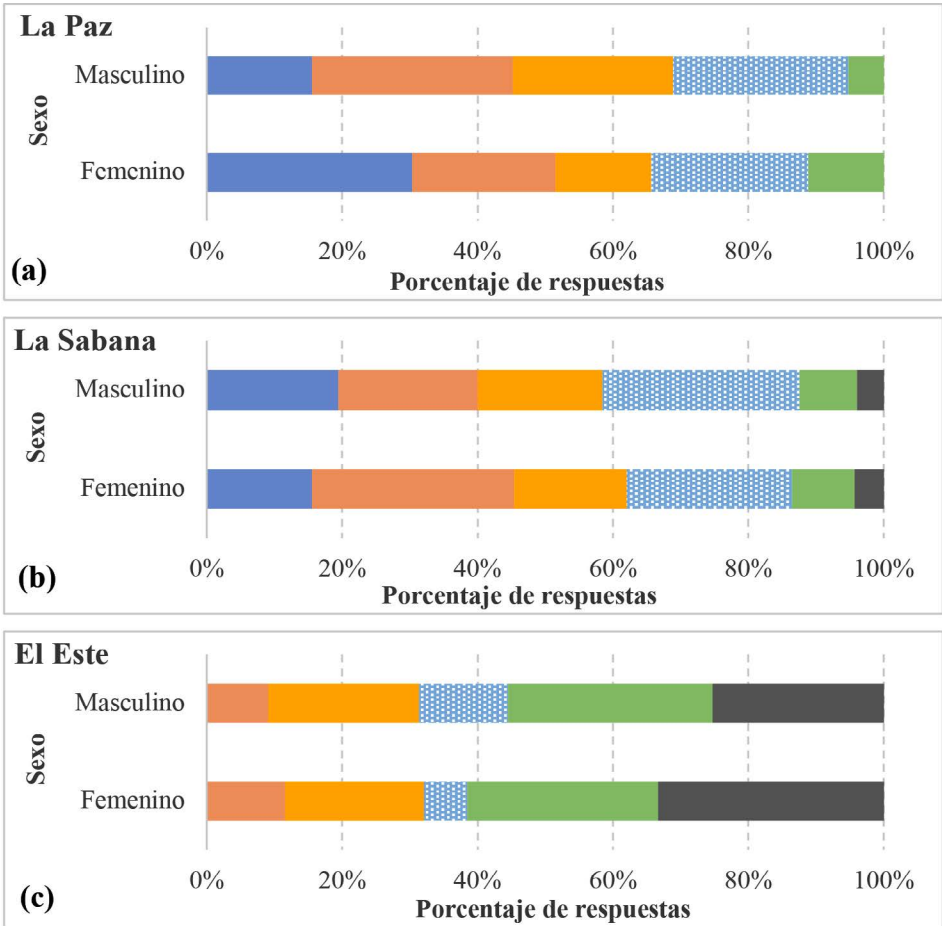 La Paz
Masculino
Sexo
Femenino
0% 20% 40% 60% 80% 100%
(a)
Porcentaje de respuestas
La Sabana
Masculino
Sexo
Femenino
0% 20% 40% 60% 80% 100%
(b)
Porcentaje de respuestas
El Este
Masculino
Sexo
Femenino
0% 20% 40% 60% 80% 100%
(c)
Porcentaje de respuestas